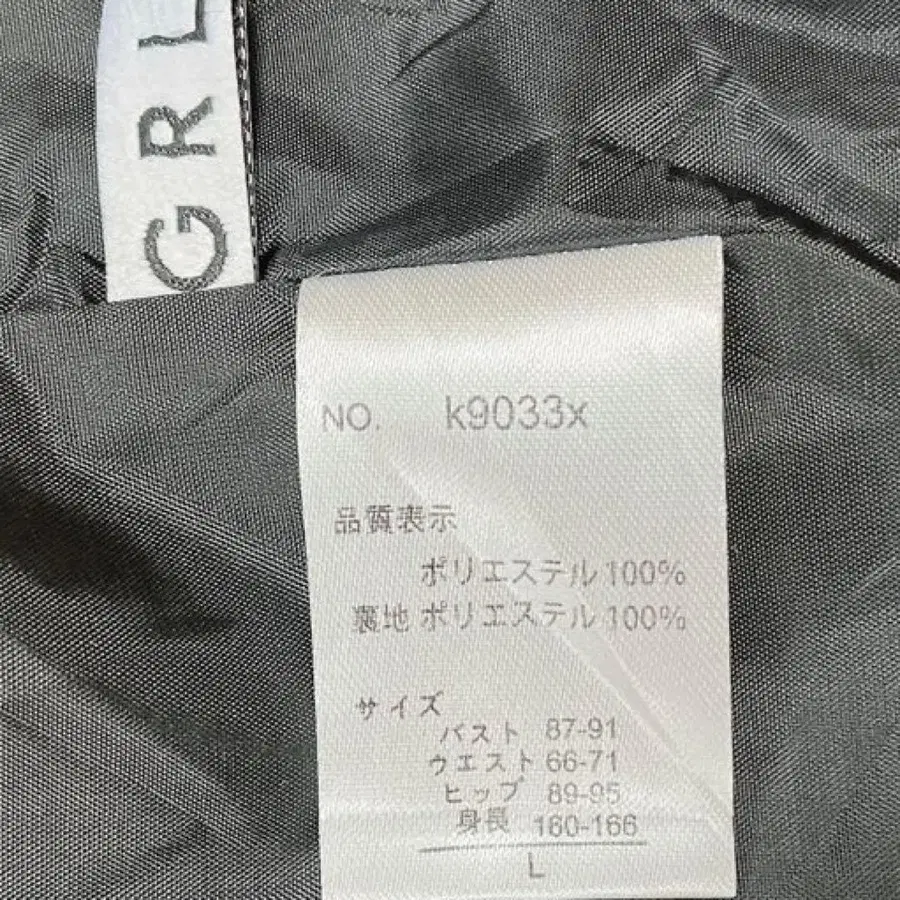 GRL
NO. k9033x
品質表示
ポリエステル100%
裏地 ポリエステル100%
サイズ
バスト 87-91
ウエスト 66-71
ヒップ 89-95
身長 160-166
L